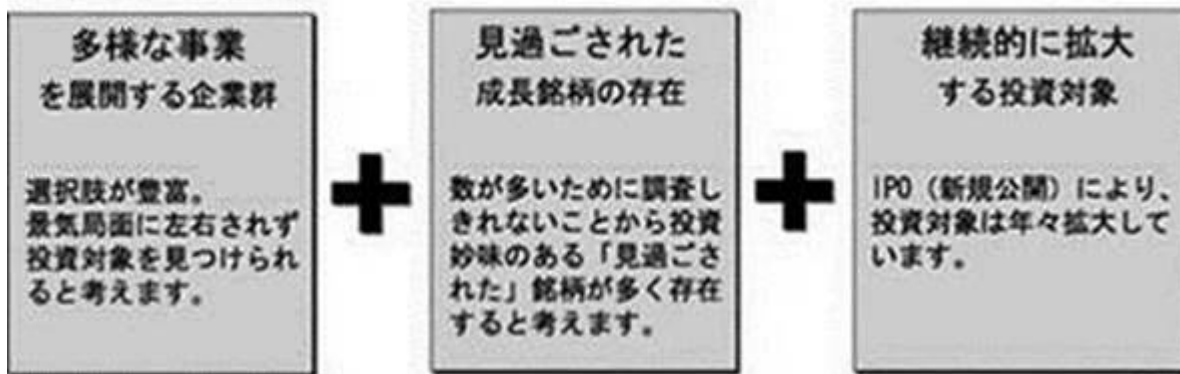 多様な事業
を展開する企業群
選択肢が豊富。
景気局面に左右されず
投資対象を見つけられ
ると考えます。
見過ごされた
成長銘柄の存在
数が多いために調査し
きれないことから投資
妙味のある「見過ごさ
れた」銘柄が多く存在
すると考えます。
継続的に拡大
する投資対象
IPO（新規公開）により、
投資対象は年々拡大して
います。